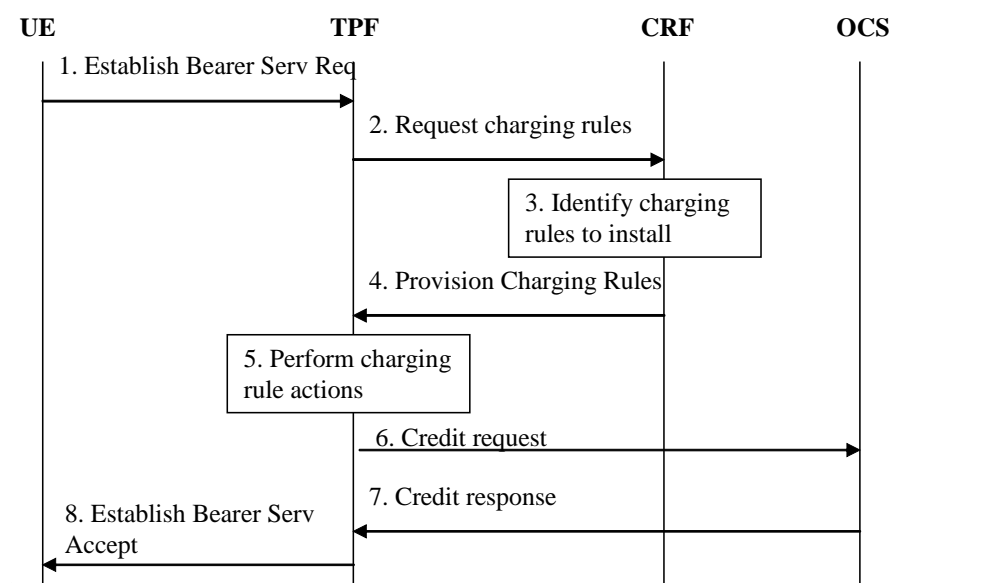 UE TPF CRF OCS
1. Establish Bearer Serv Req
2. Request charging rules
3. Identify charging
rules to install
4. Provision Charging Rules
5. Perform charging
rule actions
6. Credit request
7. Credit response
8. Establish Bearer Serv
Accept